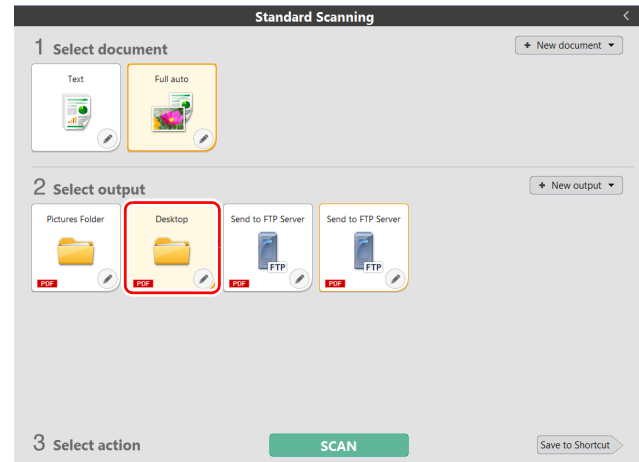 Standard Scanning
1 Select document
+ New document
Text
Full auto
2 Select output
+ New output
Pictures Folder
Desktop
Send to FTP Server
Send to FTP Server
FTP
FTP
PDF
PDF
PDF
PDF
3 Select action
SCAN
Save to Shortcut